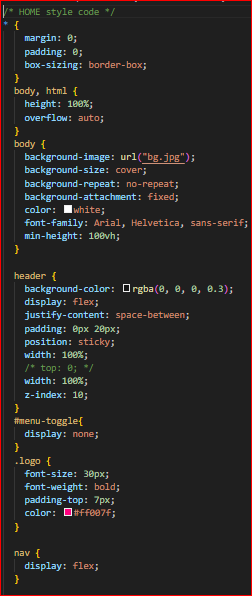 /* HOME style code */
* {
margin: 0;
padding: 0;
box-sizing: border-box;
}
body, html {
height: 100%;
overflow: auto;
}
body {
background-image: url("bg.jpg");
background-size: cover;
background-repeat: no-repeat;
background-attachment: fixed;
color: white;
font-family: Arial, Helvetica, sans-serif;
min-height: 100vh;
}
header {
background-color: rgba(0, 0, 0, 0.3);
display: flex;
justify-content: space-between;
padding: 0px 20px;
position: sticky;
width: 100%;
/* top: 0; */
width: 100%;
z-index: 10;
}
#menu-toggle{
display: none;
}
.logo {
font-size: 30px;
font-weight: bold;
padding-top: 7px;
color: #ff007f;
}
nav {
display: flex;
}